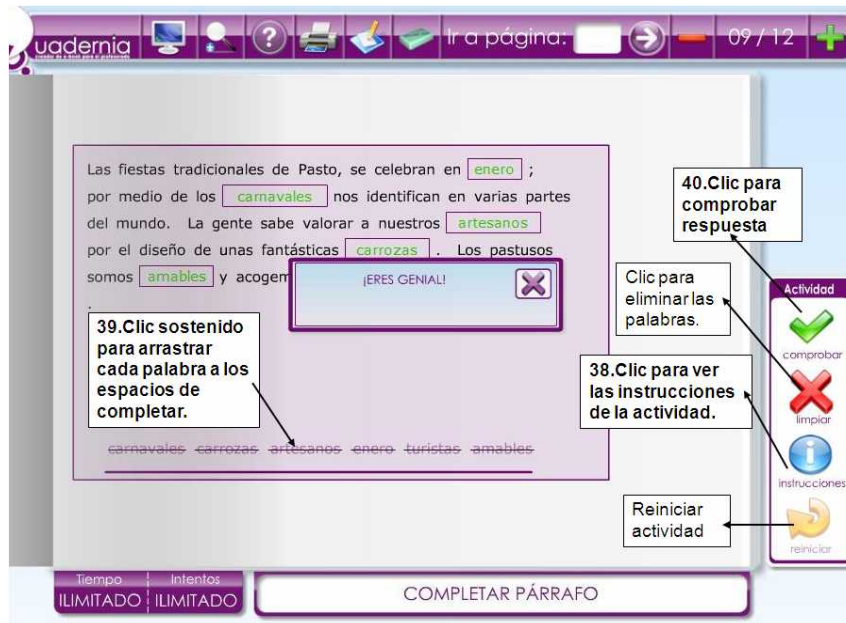 Cuadernia
Ir a página:
09 / 12
Las fiestas tradicionales de Pasto, se celebran en enero ;
por medio de los carnavales nos identifican en varias partes
del mundo. La gente sabe valorar a nuestros artesanos
por el diseño de unas fantásticas carrozas . Los pastusos
somos amables y acogem
.
¡ERES GENIAL!
carnavales carrozas artesanos enero turistas amables
39.Clic sostenido
para arrastrar
cada palabra a los
espacios de
completar.
40.Clic para
comprobar
respuesta
Clic para
eliminar las
palabras.
38.Clic para ver
las instrucciones
de la actividad.
Reiniciar
actividad
Actividad
comprobar
limpiar
instrucciones
reiniciar
Tiempo
Intentos
ILIMITADO
ILIMITADO
COMPLETAR PÁRRAFO